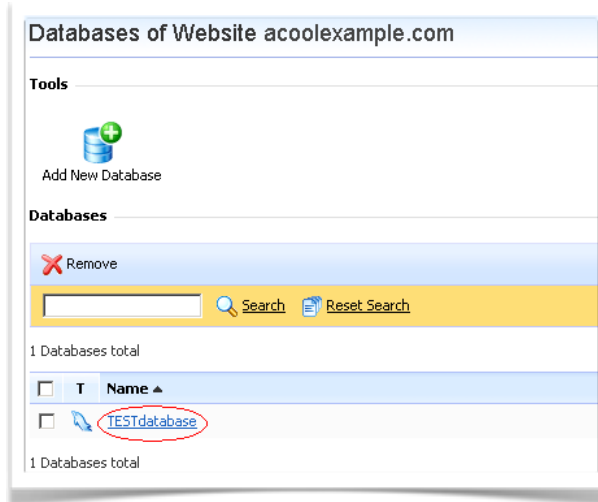 Databases of Website acoolexample.com
Tools
Add New Database
Databases
Remove
Search Reset Search
1 Databases total
T Name
TESTdatabase
1 Databases total